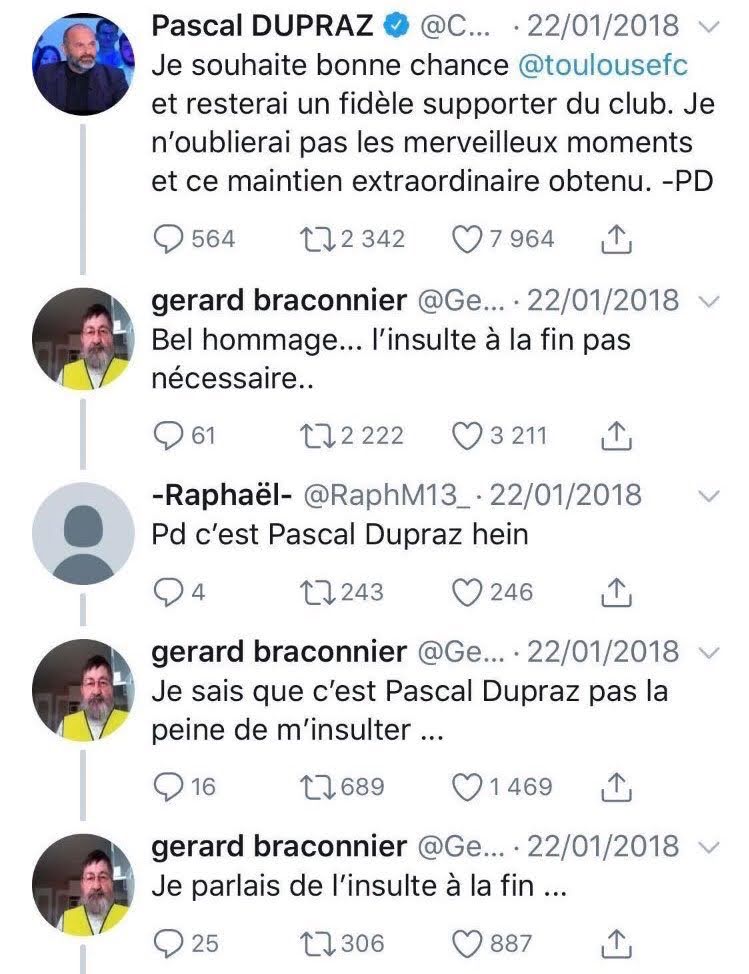 Pascal DUPRAZ @C... · 22/01/2018
Je souhaite bonne chance @toulousefc
et resterai un fidèle supporter du club. Je
n'oublierai pas les merveilleux moments
et ce maintien extraordinaire obtenu. -PD
564 2 342 7 964
gerard braconnier @Ge... · 22/01/2018
Bel hommage... l'insulte à la fin pas
nécessaire..
61 2 222 3 211
-Raphaël- @RaphM13_ · 22/01/2018
Pd c'est Pascal Dupraz hein
4 243 246
gerard braconnier @Ge... · 22/01/2018
Je sais que c'est Pascal Dupraz pas la
peine de m'insulter ...
16 689 1 469
gerard braconnier @Ge... · 22/01/2018
Je parlais de l'insulte à la fin ...
25 306 887